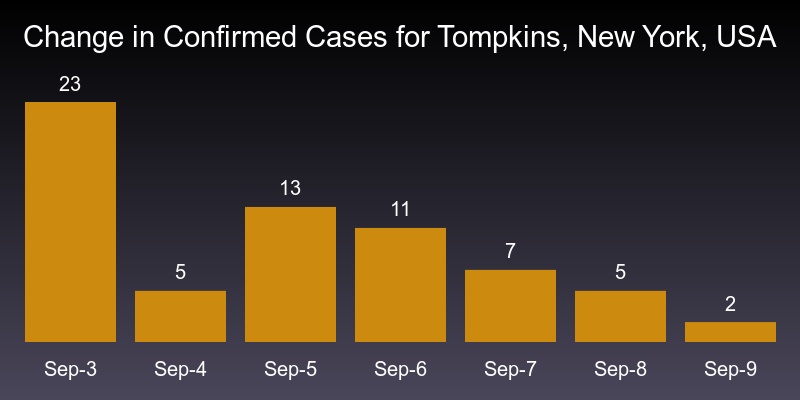 Change in Confirmed Cases for Tompkins, New York, USA
23
5
13
11
7
5
2
Sep-3
Sep-4
Sep-5
Sep-6
Sep-7
Sep-8
Sep-9